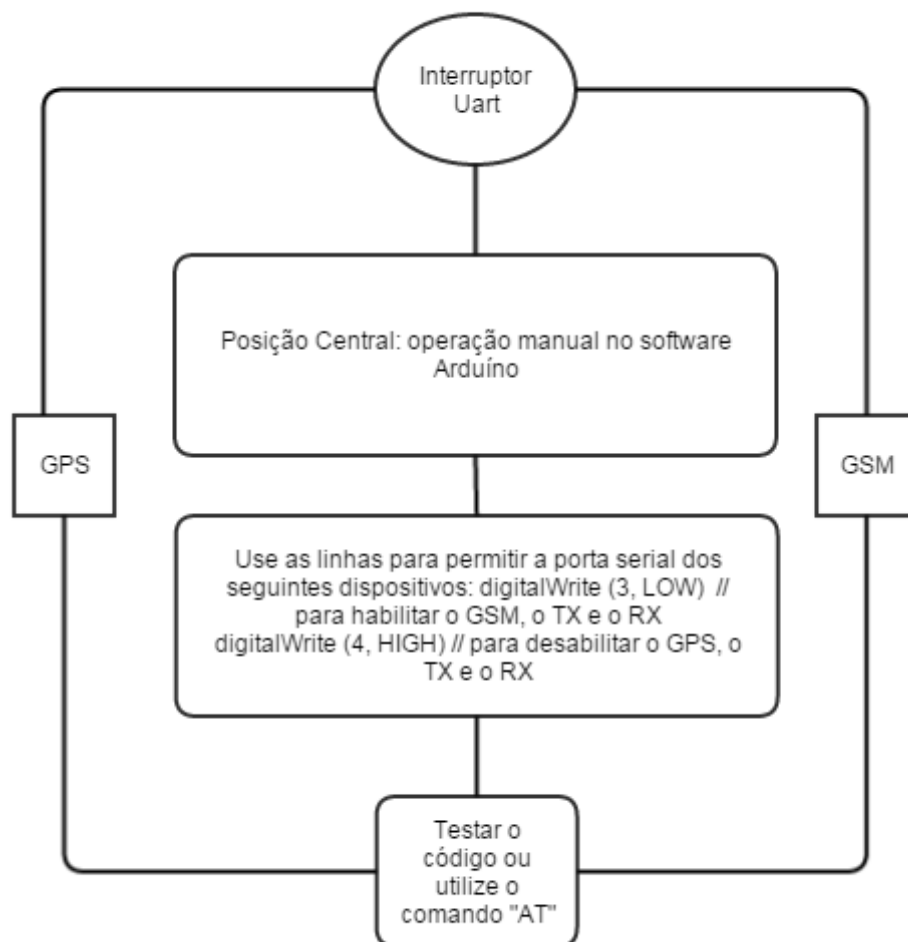 Interruptor
Uart
Posição Central: operação manual no software
Arduíno
GPS
GSM
Use as linhas para permitir a porta serial dos
seguintes dispositivos: digitalWrite (3, LOW) //
para habilitar o GSM, o TX e o RX
digitalWrite (4, HIGH) // para desabilitar o GPS, o
TX e o RX
Testar o
código ou
utilize o
comando "AT"